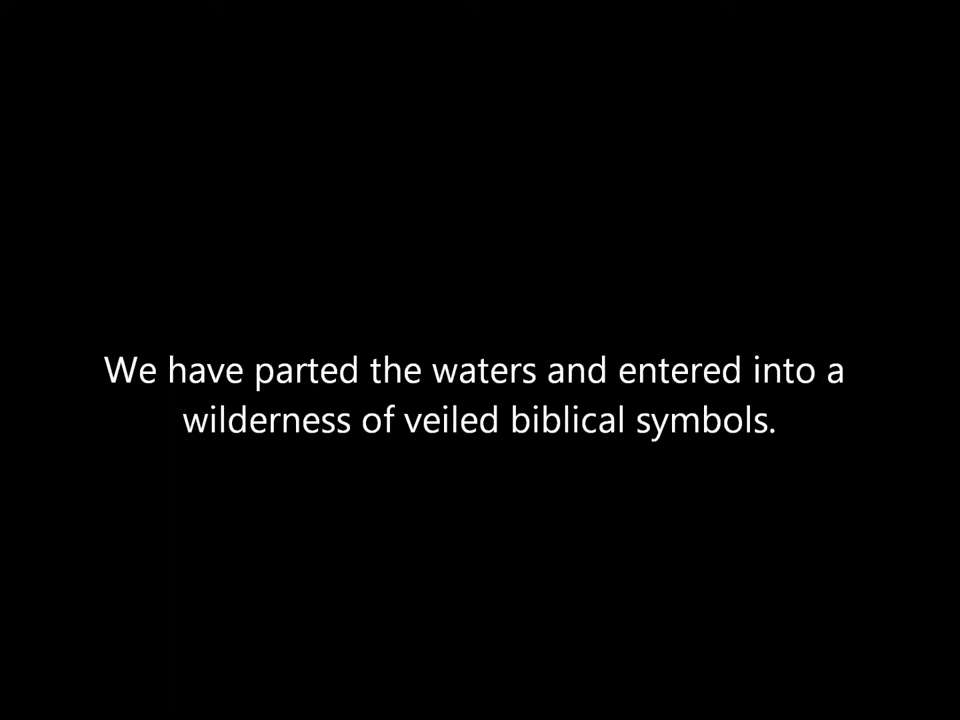 We have parted the waters and entered into a
wilderness of veiled biblical symbols.